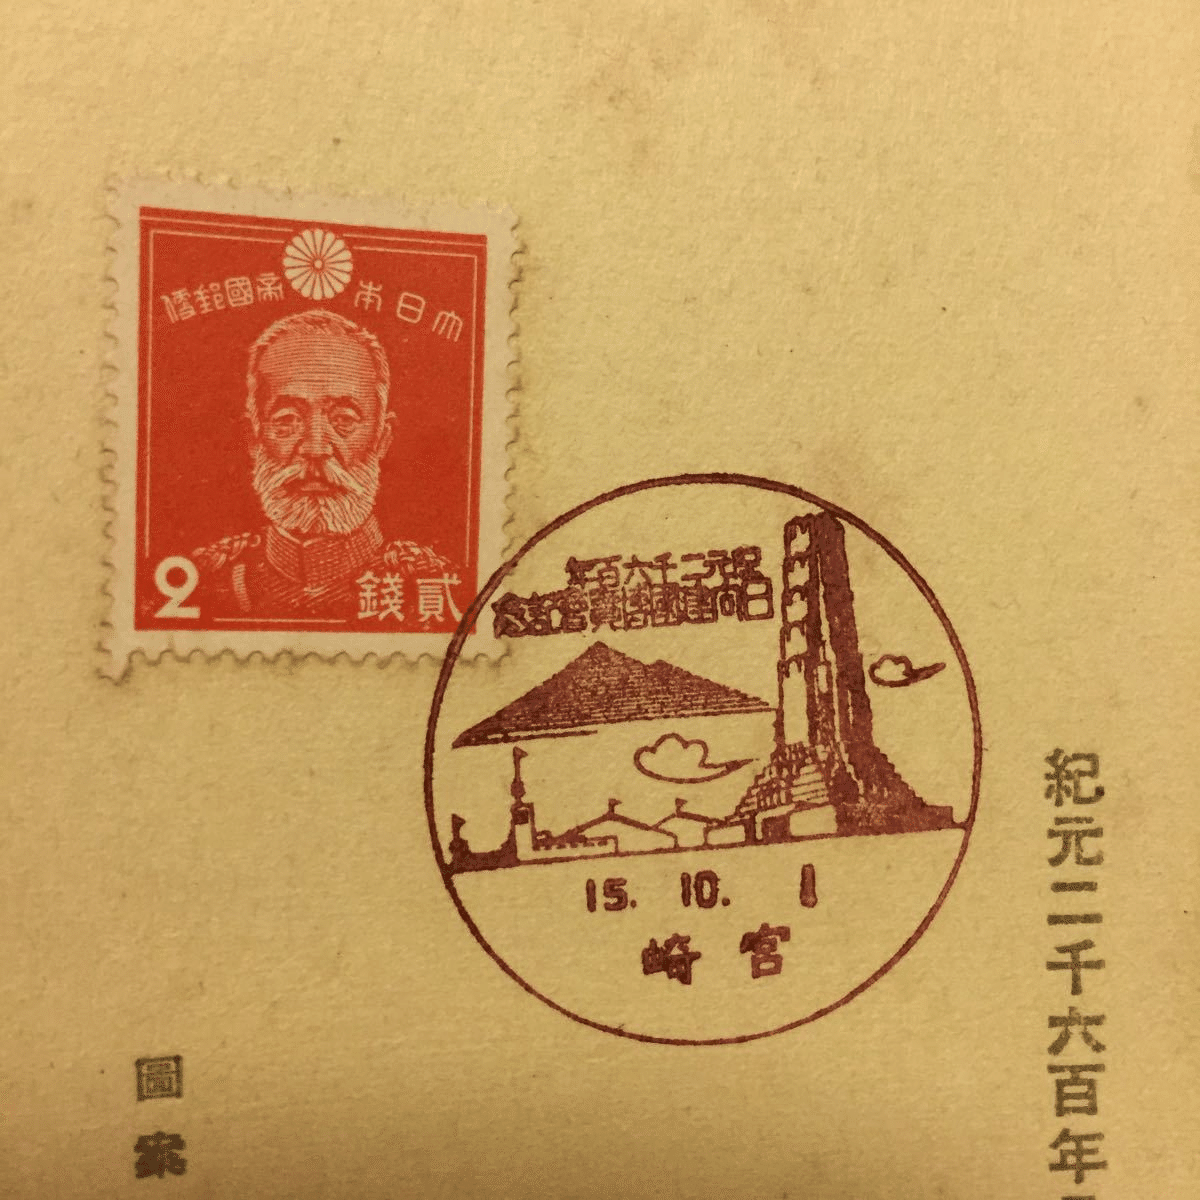 大日本帝國郵便
2 貳錢
紀元二千六百年
日向建國博覽會記念
15. 10. 1
宮崎
紀元二千六百年
圖案